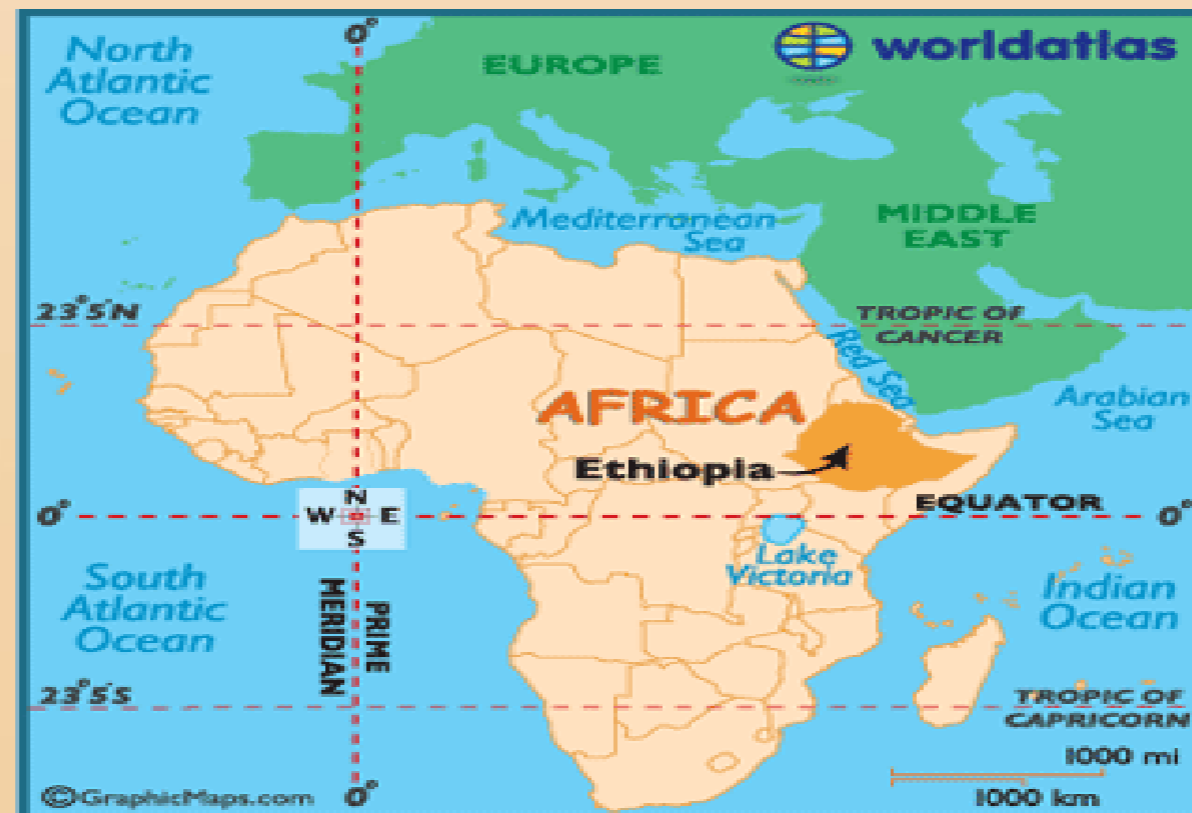 0°
North
Atlantic
Ocean
EUROPE
worldatlas
Mediterranean
Sea
MIDDLE
EAST
23°5'N
TROPIC OF
CANCER
Red Sea
AFRICA
Arabian
Sea
Ethiopia
EQUATOR
0°
N
W E
S
0°
Lake
Victoria
South
Atlantic
Ocean
Indian
Ocean
PRIME
MERIDIAN
23°5'S
TROPIC OF
CAPRICORN
1000 mi
1000 km
©GraphicMaps.com
0°